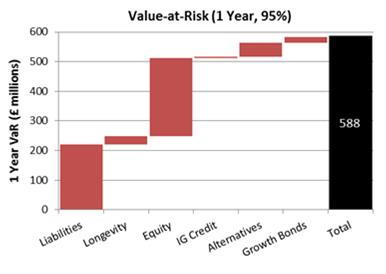 Value-at-Risk (1 Year, 95%)
1 Year VaR (£ millions)
600
500
400
300
200
100
0
588
Liabilities
Longevity
Equity
IG Credit
Alternatives
Growth Bonds
Total